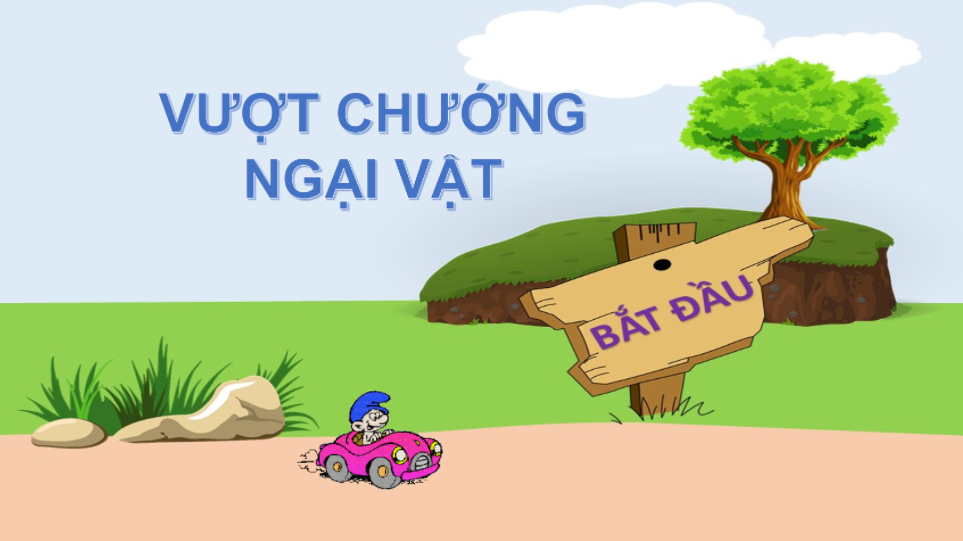 VƯỢT CHƯỚNG
NGẠI VẬT
BẮT ĐẦU